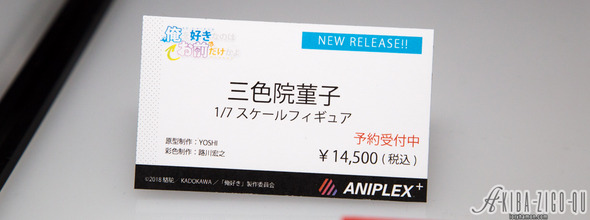 俺を好きなのは
お前だけかよ
NEW RELEASE!!
三色院菫子
1/7 スケールフィギュア
予約受付中
原型制作：YOSHI
彩色制作：路川宏之
￥14,500（税込）
©2018 駱駝／KADOKAWA／「俺好き」製作委員会
ANIPLEX+
AKIBA-ZIGO-QU